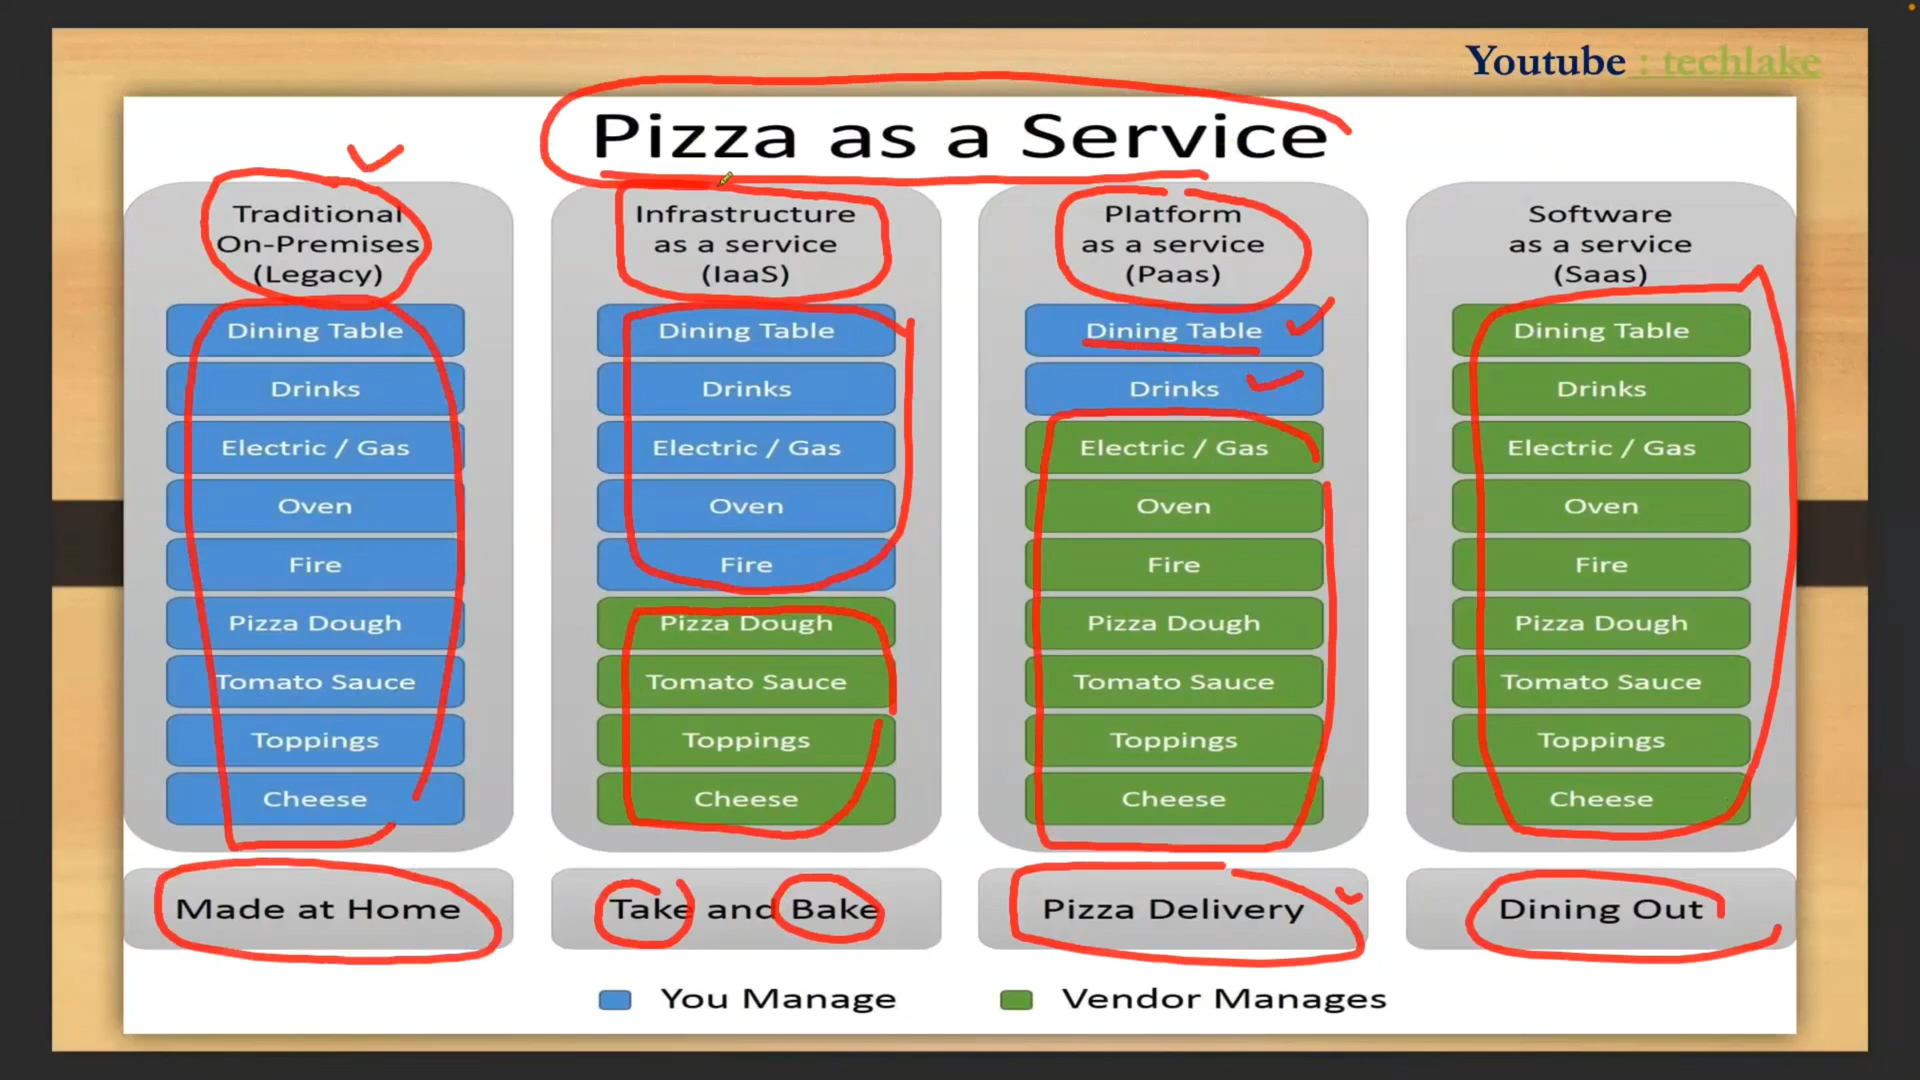 Youtube : techlake
Pizza as a Service
Traditional
On-Premises
(Legacy)
Dining Table
Drinks
Electric / Gas
Oven
Fire
Pizza Dough
Tomato Sauce
Toppings
Cheese
Made at Home
Infrastructure
as a service
(IaaS)
Dining Table
Drinks
Electric / Gas
Oven
Fire
Pizza Dough
Tomato Sauce
Toppings
Cheese
Take and Bake
Platform
as a service
(Paas)
Dining Table
Drinks
Electric / Gas
Oven
Fire
Pizza Dough
Tomato Sauce
Toppings
Cheese
Pizza Delivery
Software
as a service
(Saas)
Dining Table
Drinks
Electric / Gas
Oven
Fire
Pizza Dough
Tomato Sauce
Toppings
Cheese
Dining Out
You Manage
Vendor Manages